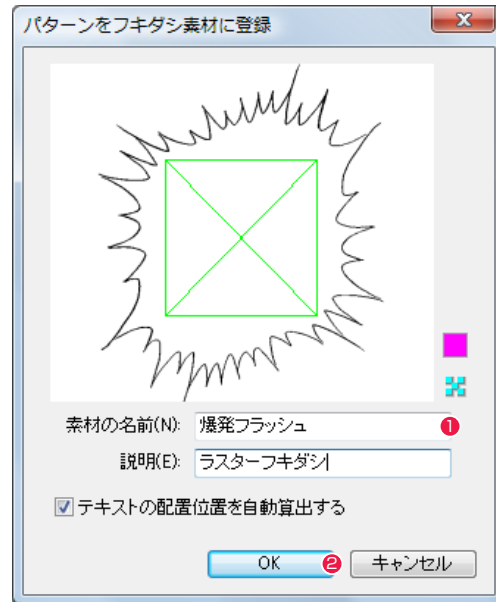 パターンをフキダシ素材に登録
素材の名前(N): 爆発フラッシュ ❶
説明(E): ラスターフキダシ
テキストの配置位置を自動算出する
OK ❷ キャンセル